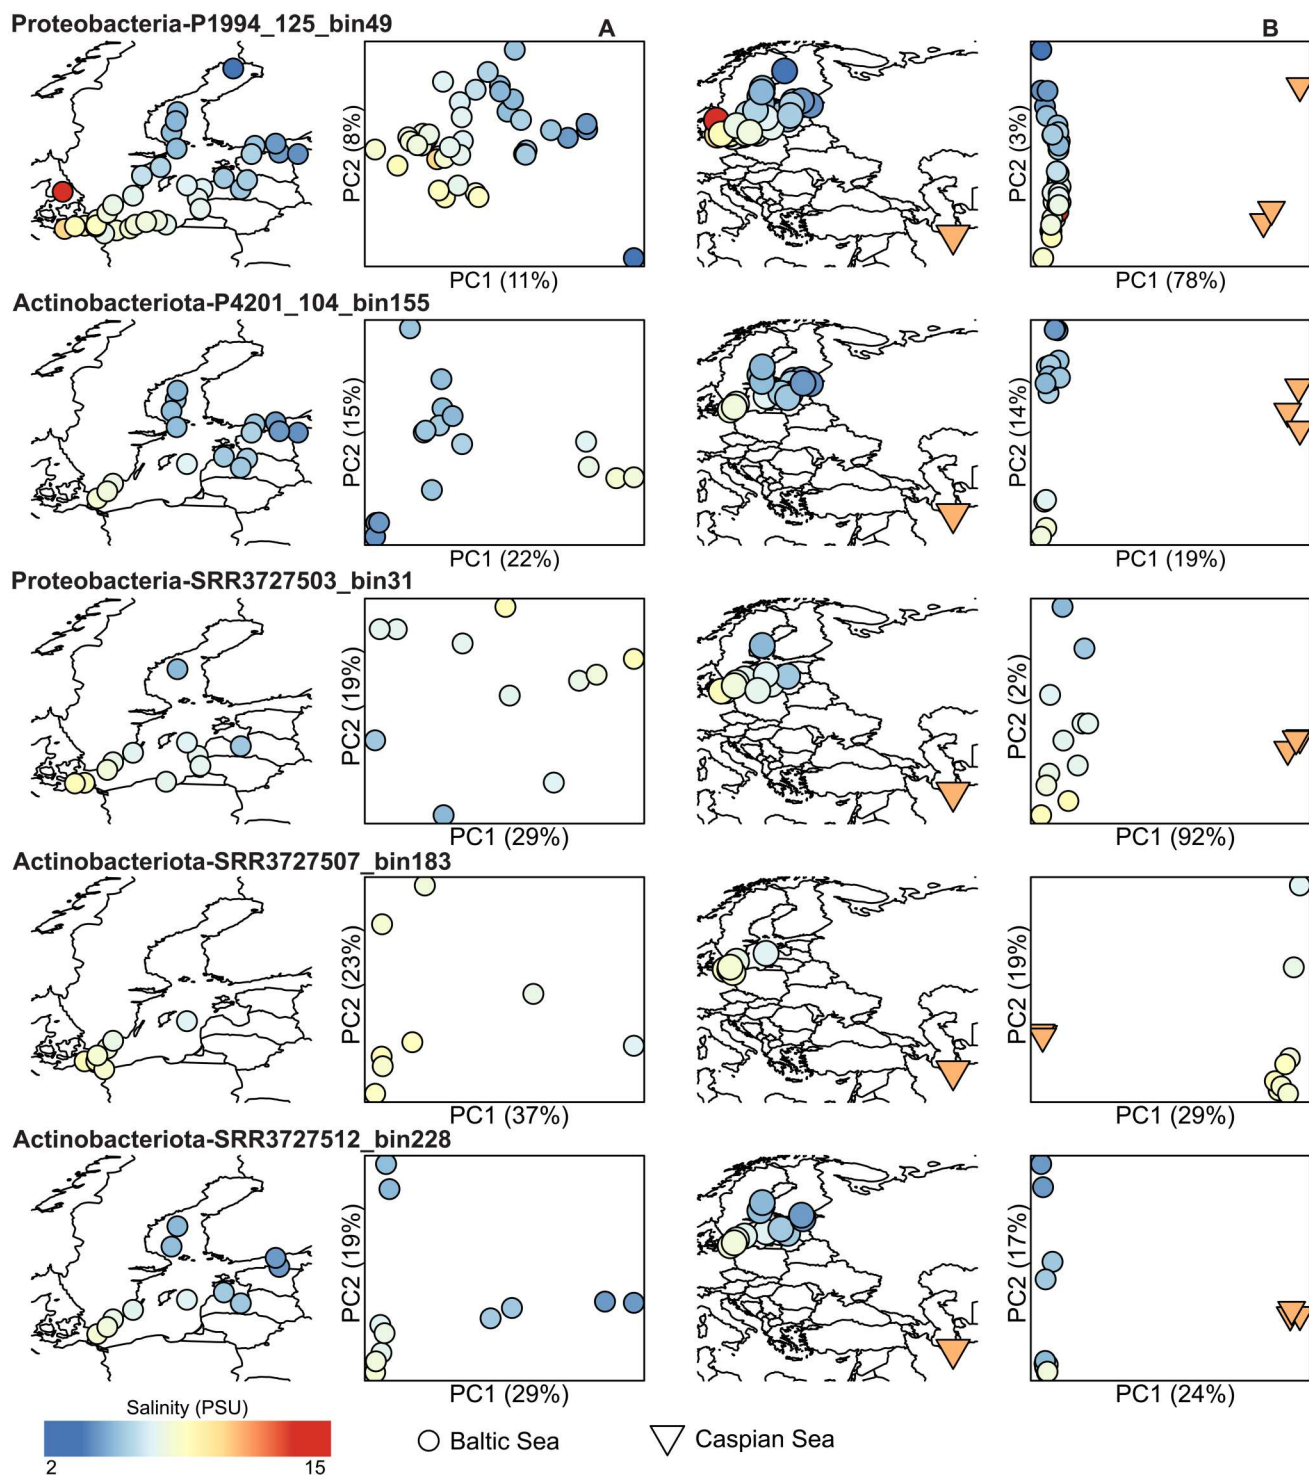 Proteobacteria-P1994_125_bin49
A
B
PC2 (8%)
PC1 (11%)
PC2 (3%)
PC1 (78%)
Actinobacteriota-P4201_104_bin155
PC2 (15%)
PC1 (22%)
PC2 (14%)
PC1 (19%)
Proteobacteria-SRR3727503_bin31
PC2 (19%)
PC1 (29%)
PC2 (2%)
PC1 (92%)
Actinobacteriota-SRR3727507_bin183
PC2 (23%)
PC1 (37%)
PC2 (19%)
PC1 (29%)
Actinobacteriota-SRR3727512_bin228
PC2 (19%)
PC1 (29%)
PC2 (17%)
PC1 (24%)
Salinity (PSU)
2 15
Baltic Sea
Caspian Sea